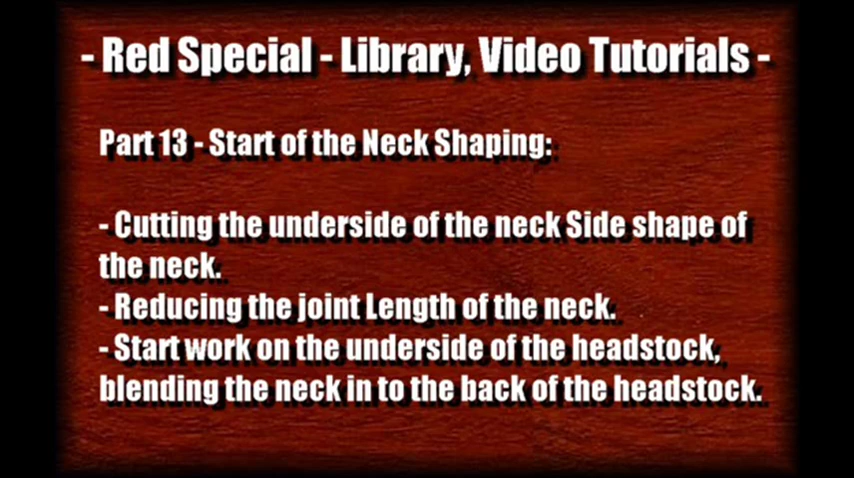 - Red Special - Library, Video Tutorials -
Part 13 - Start of the Neck Shaping:
- Cutting the underside of the neck Side shape of
the neck.
- Reducing the joint Length of the neck.
- Start work on the underside of the headstock,
blending the neck in to the back of the headstock.